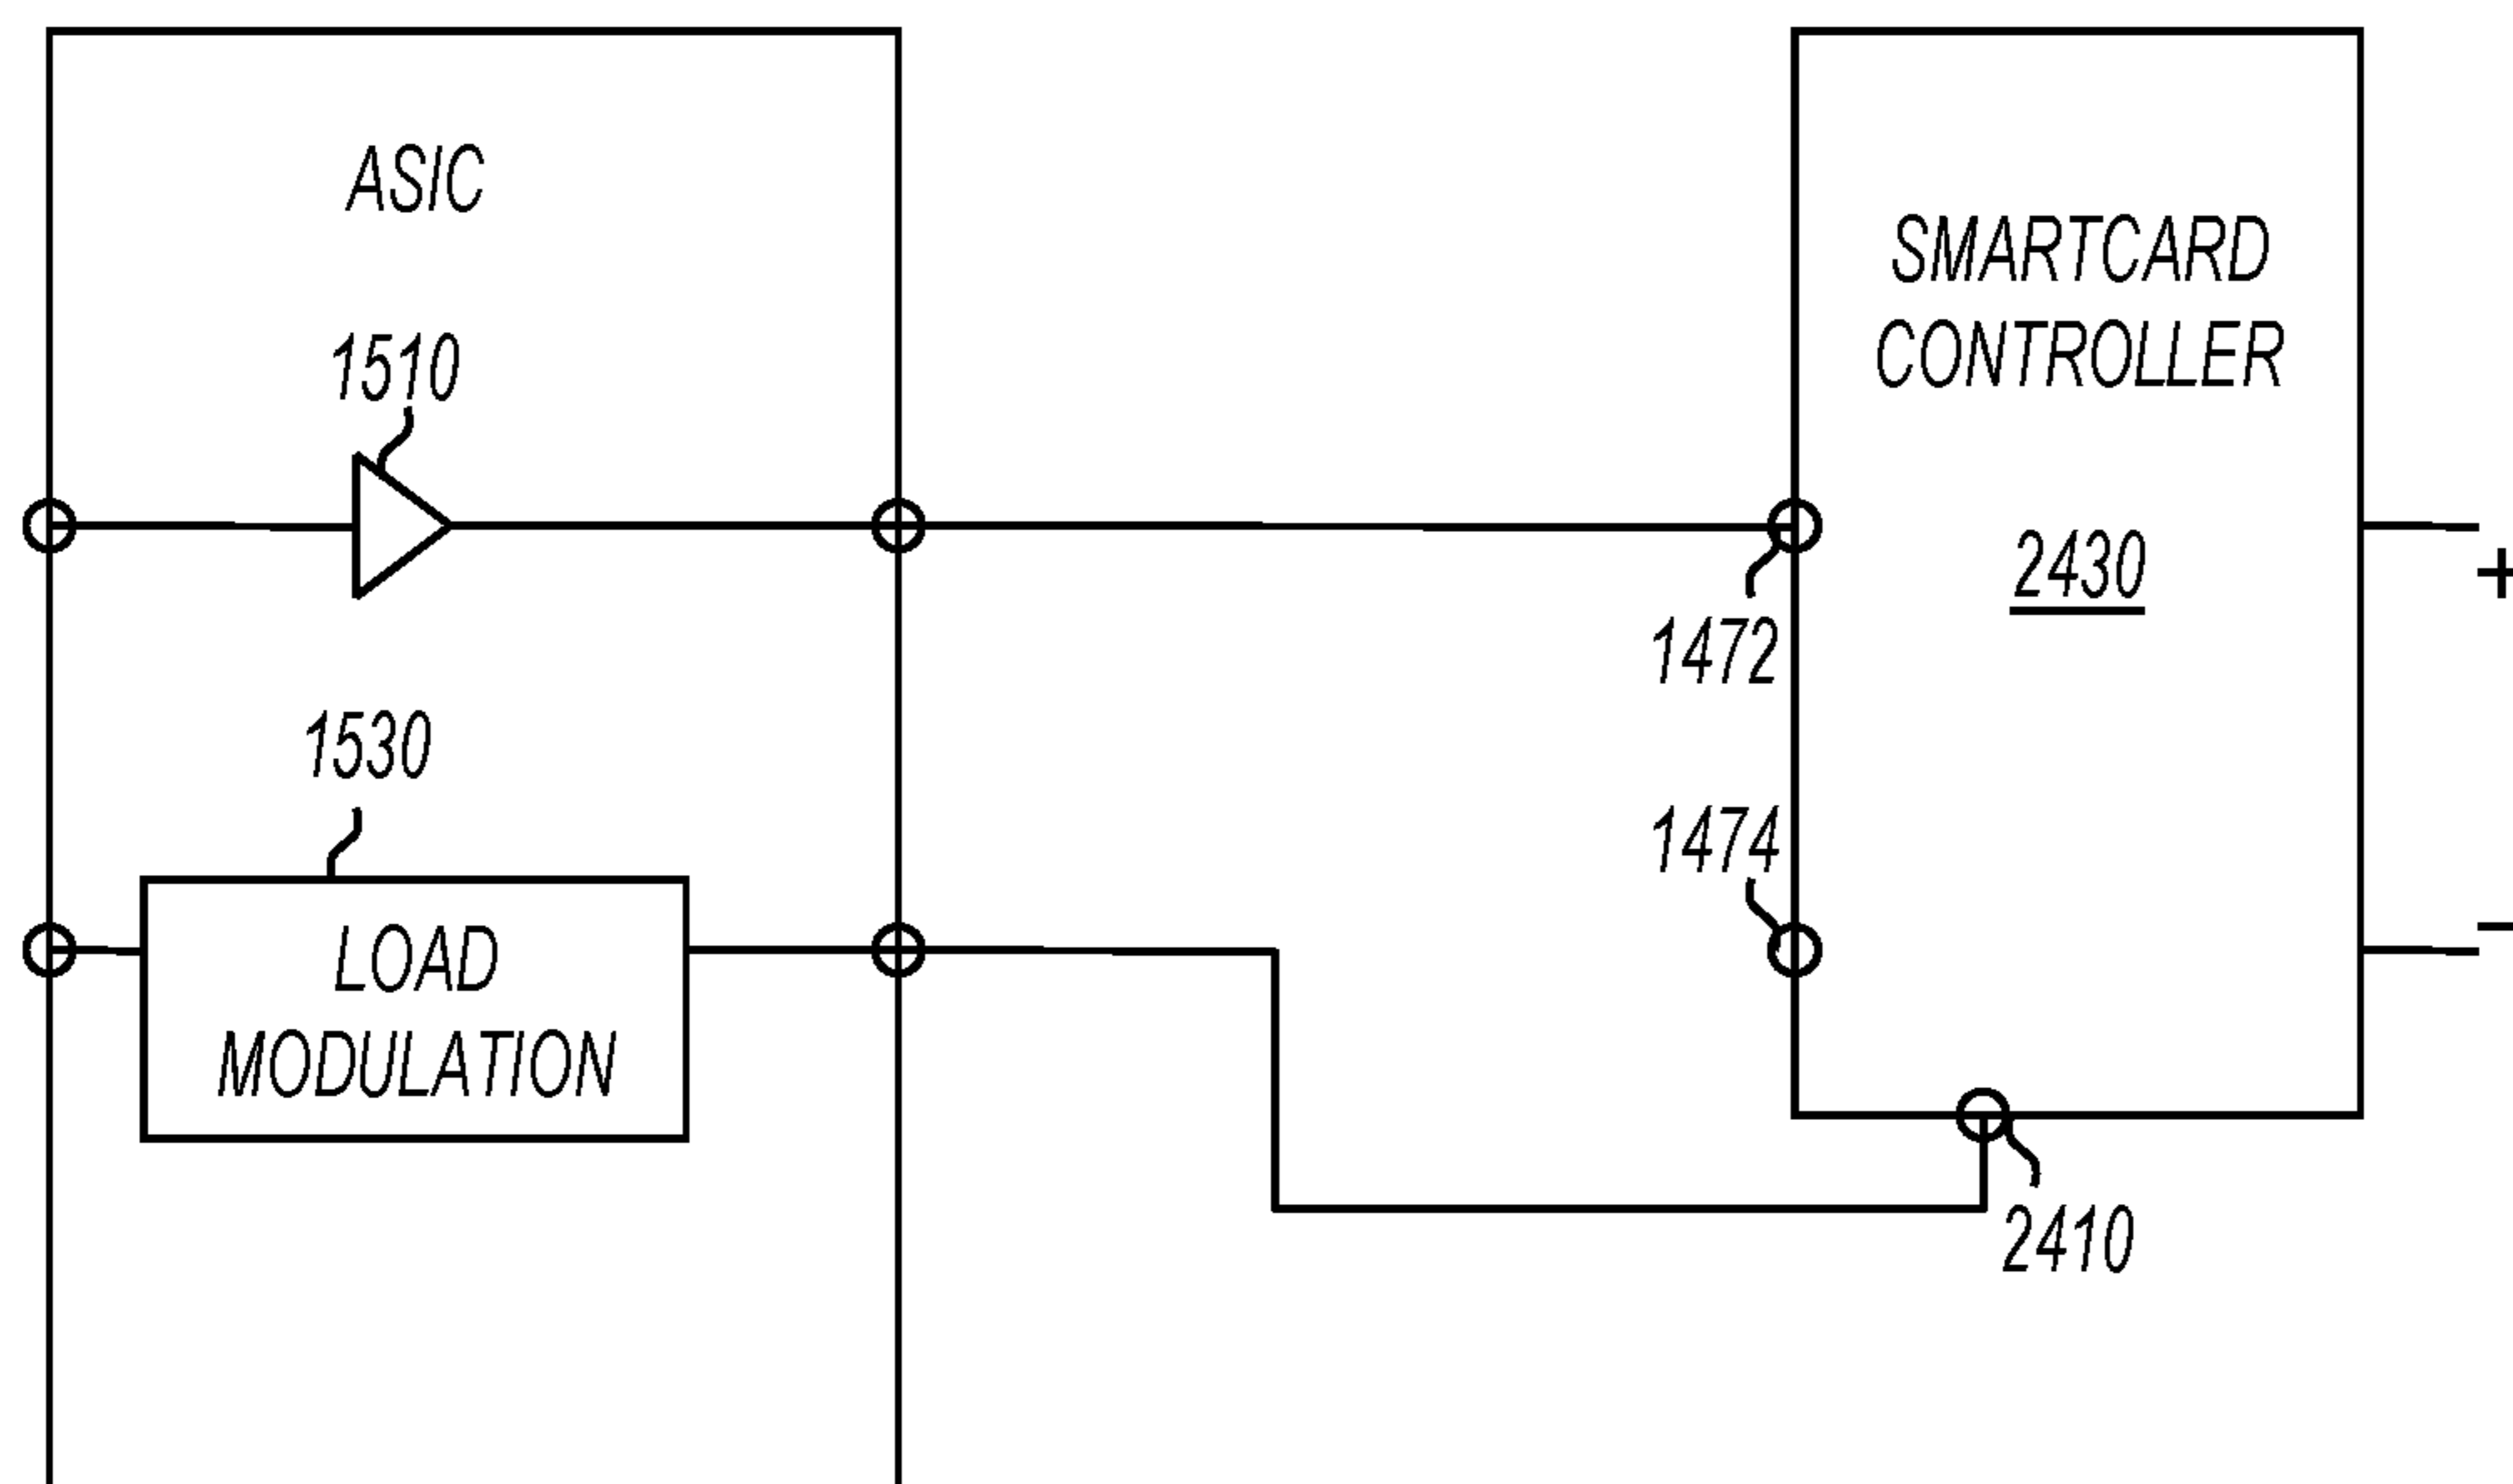 ASIC
SMARTCARD
CONTROLLER
1510
2430
+
1472
1530
1474
−
LOAD
MODULATION
2410